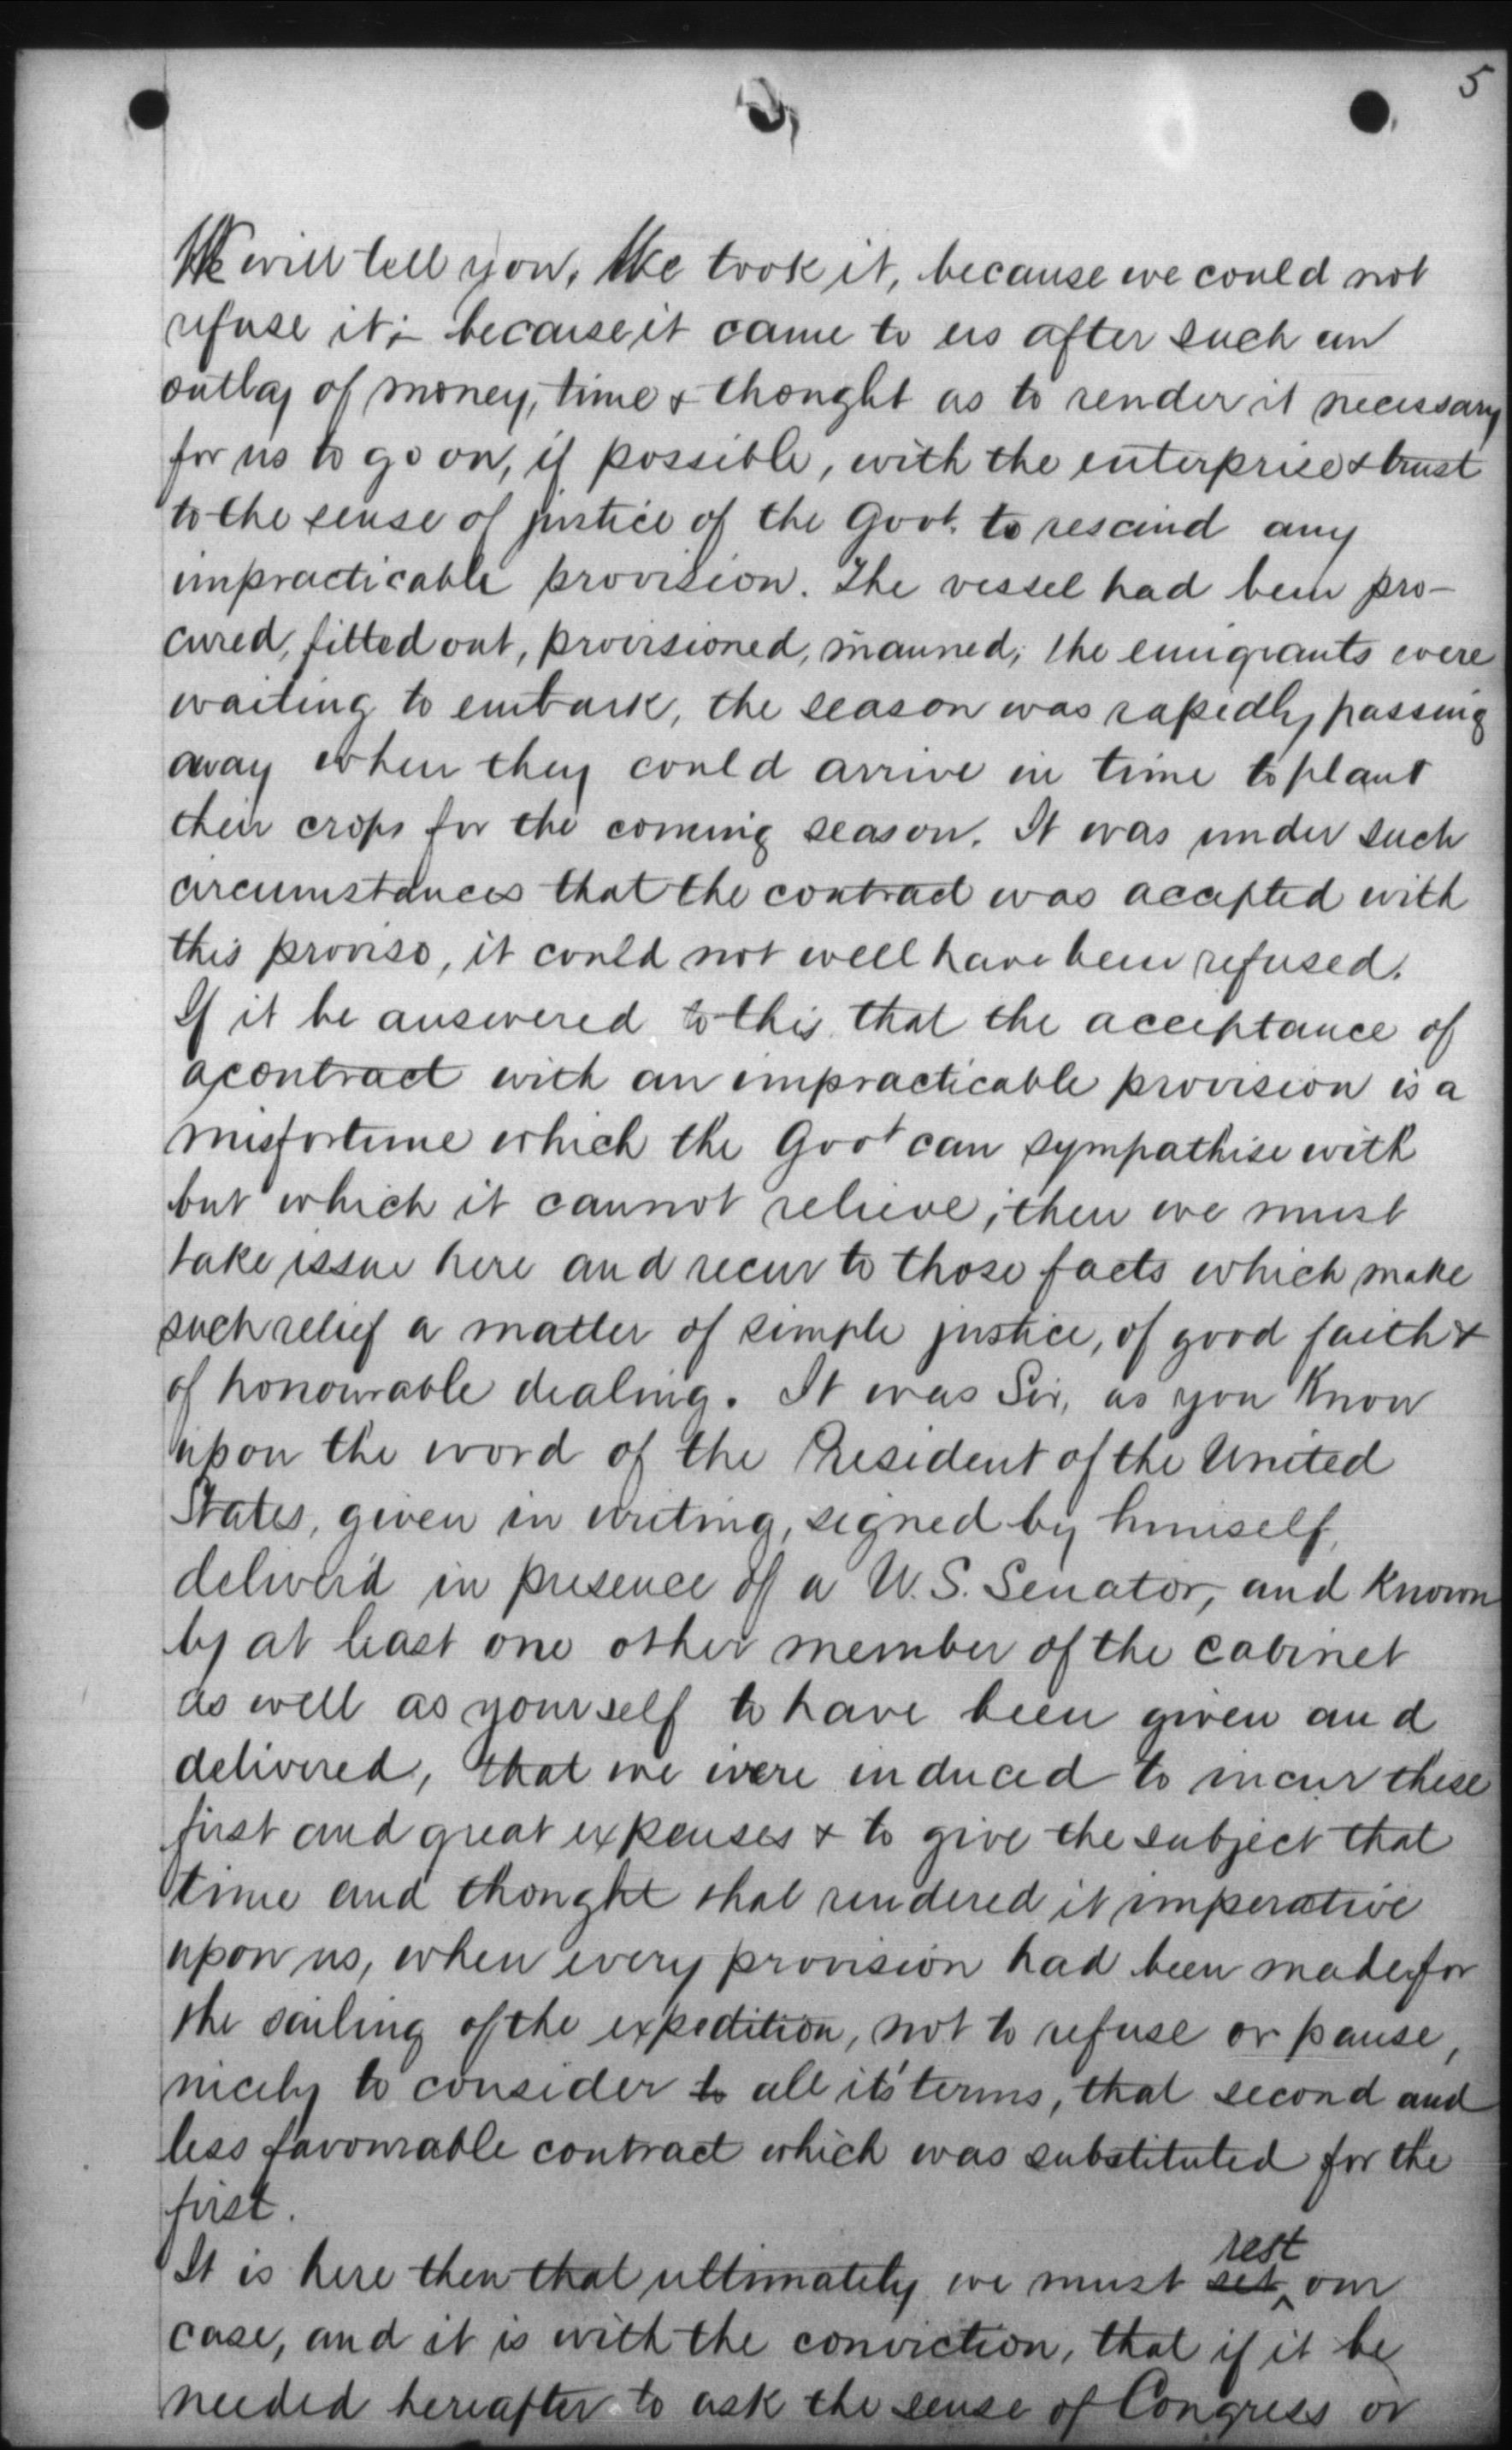 5
We will tell you, We took it, because we could not
refuse it;- because it came to us after such an
outlay of money, time & thought as to render it necessary
for us to go on, if possible, with the enterprise & trust
to the sense of justice of the Govt. to rescind any
impracticable provision. The vessel had been pro-
cured, fitted out, provisioned, manned, the emigrants were
waiting to embark, the season was rapidly passing
away when they could arrive in time to plant
their crops for the coming season. It was under such
circumstances that the contract was accepted with
this proviso, it could not well have been refused.
If it be answered to this that the acceptance of
a contract with an impracticable provision is a
misfortune which the Govt can sympathise with
but which it cannot relieve, then we must
take issue here and recur to those facts which make
such relief a matter of simple justice, of good faith &
of honourable dealing. It was Sir, as you know
upon the word of the President of the United
States, given in writing, signed by himself,
deliver'd in presence of a U.S. Senator, and known
by at least one other member of the cabinet
as well as yourself to have been given and
delivered, that we were induced to incur these
first and great expenses & to give the subject that
time and thought that rendered it imperative
upon us, when every provision had been made for
the sailing of the expedition, not to refuse or pause,
nicely to consider to all it's terms, that second and
less favourable contract which was substituted for the
first.
It is here then that ultimately we must set rest our
case, and it is with the conviction, that if it be
needed hereafter to ask the sense of Congress or